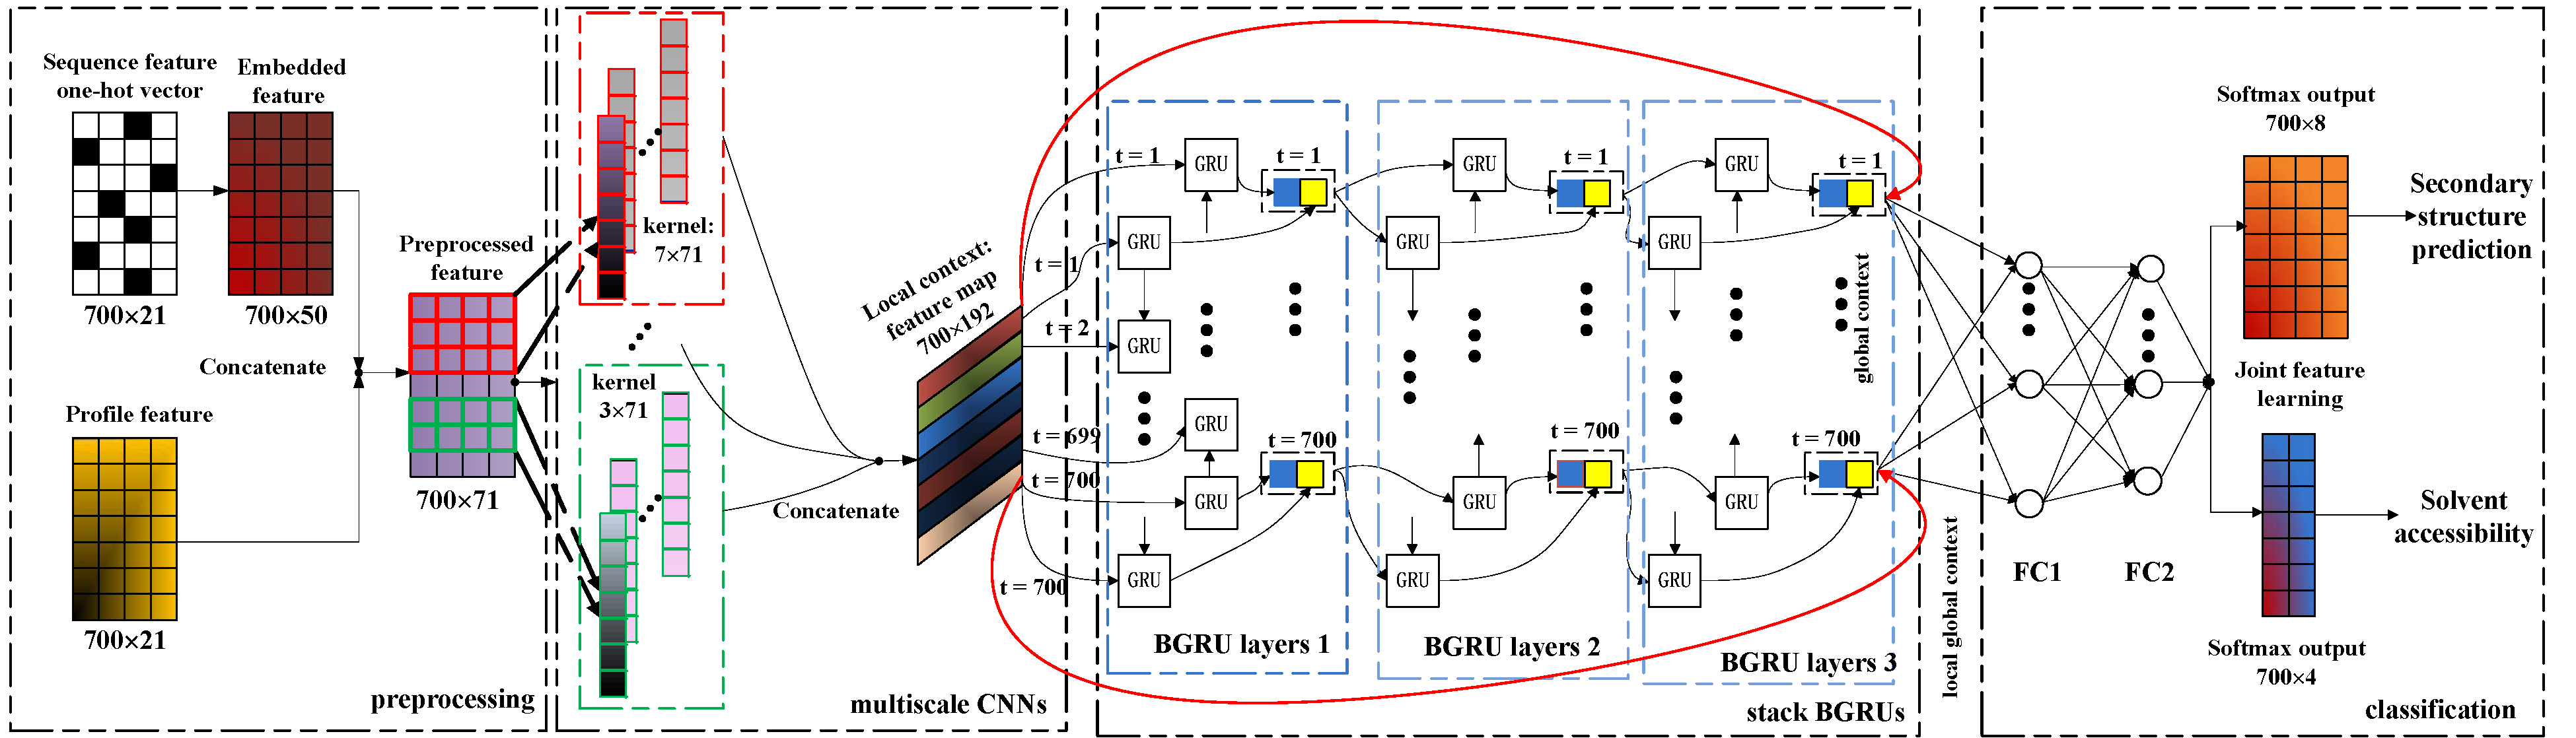 Sequence feature
one-hot vector
700×21
Embedded
feature
700×50
Concatenate
Profile feature
700×21
Preprocessed
feature
700×71
preprocessing
kernel:
7×71
kernel
3×71
Concatenate
Local context:
feature map
700×192
multiscale CNNs
t = 1
t = 1
t = 2
t = 699
t = 700
t = 700
GRU
GRU
GRU
GRU
GRU
GRU
t = 1
t = 700
BGRU layers 1
GRU
GRU
GRU
GRU
t = 1
t = 700
BGRU layers 2
GRU
GRU
GRU
GRU
t = 1
t = 700
BGRU layers 3
global context
stack BGRUs
local global context
FC1
FC2
Softmax output
700×8
Secondary
structure
prediction
Joint feature
learning
Solvent
accessibility
Softmax output
700×4
classification